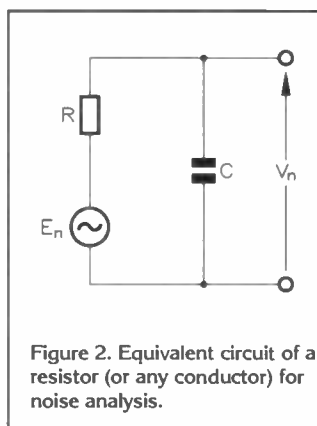 R
C
Vn
En
Figure 2. Equivalent circuit of a
resistor (or any conductor) for
noise analysis.